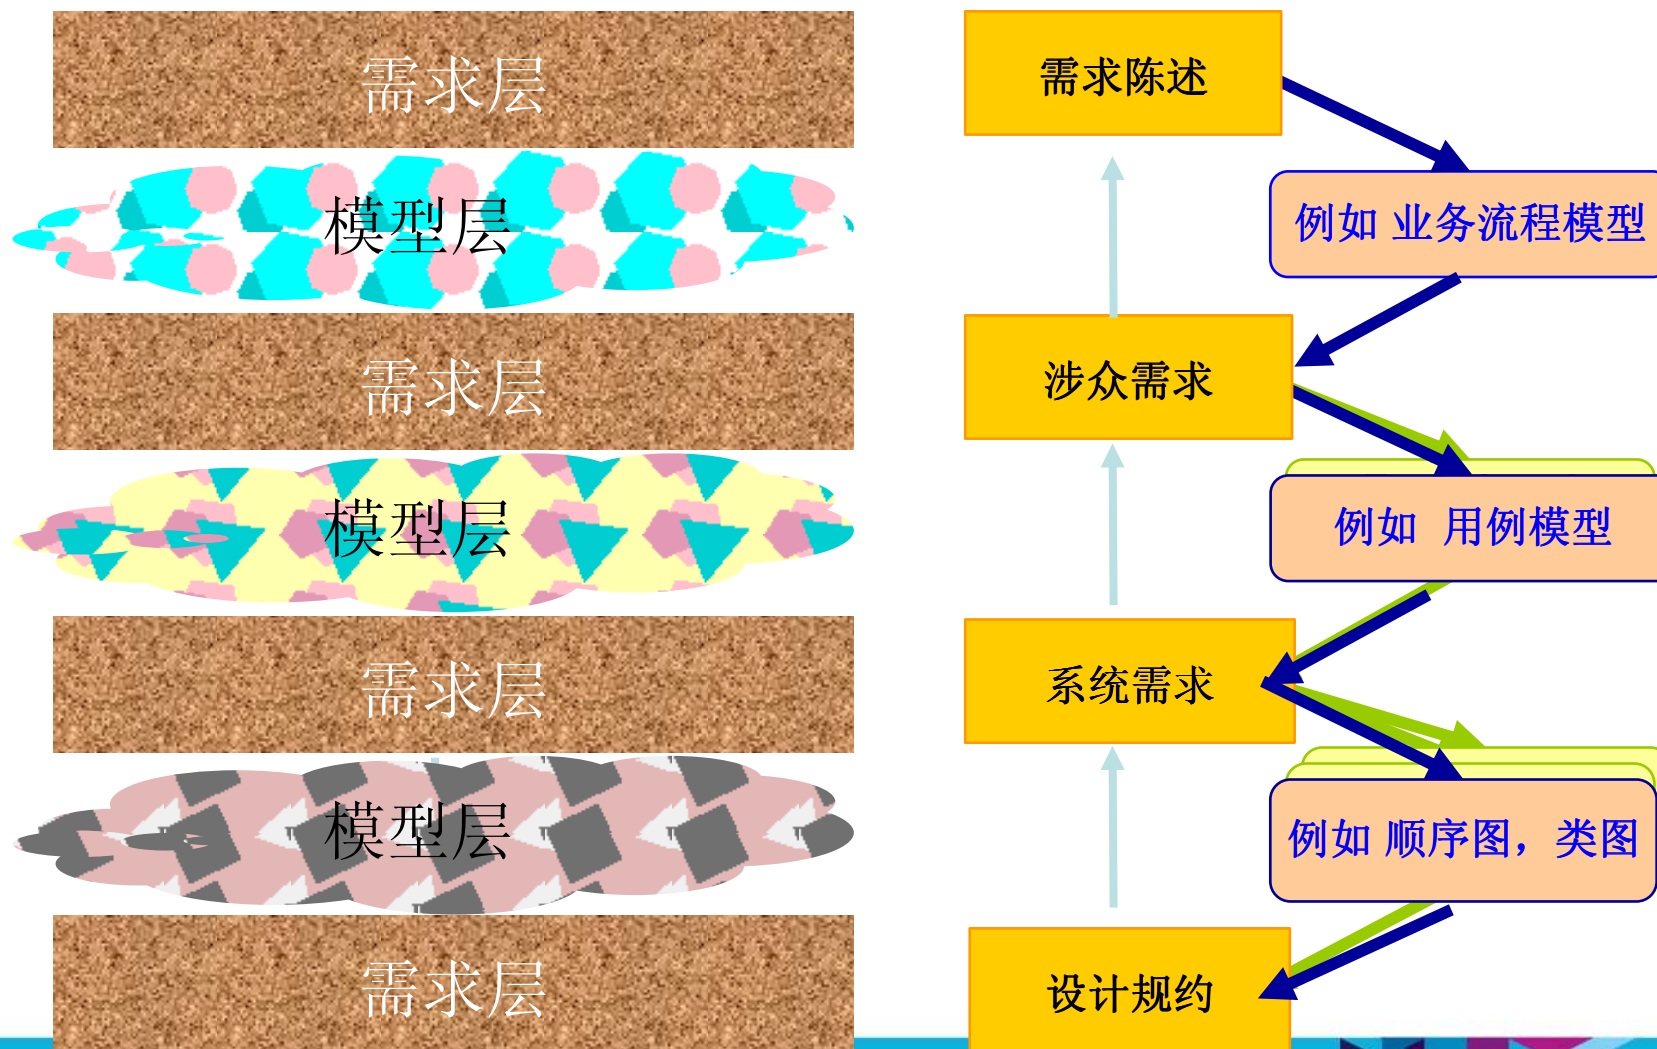 需求层
模型层
需求层
模型层
需求层
模型层
需求层
需求陈述
例如 业务流程模型
涉众需求
例如 用例模型
系统需求
例如 顺序图，类图
设计规约